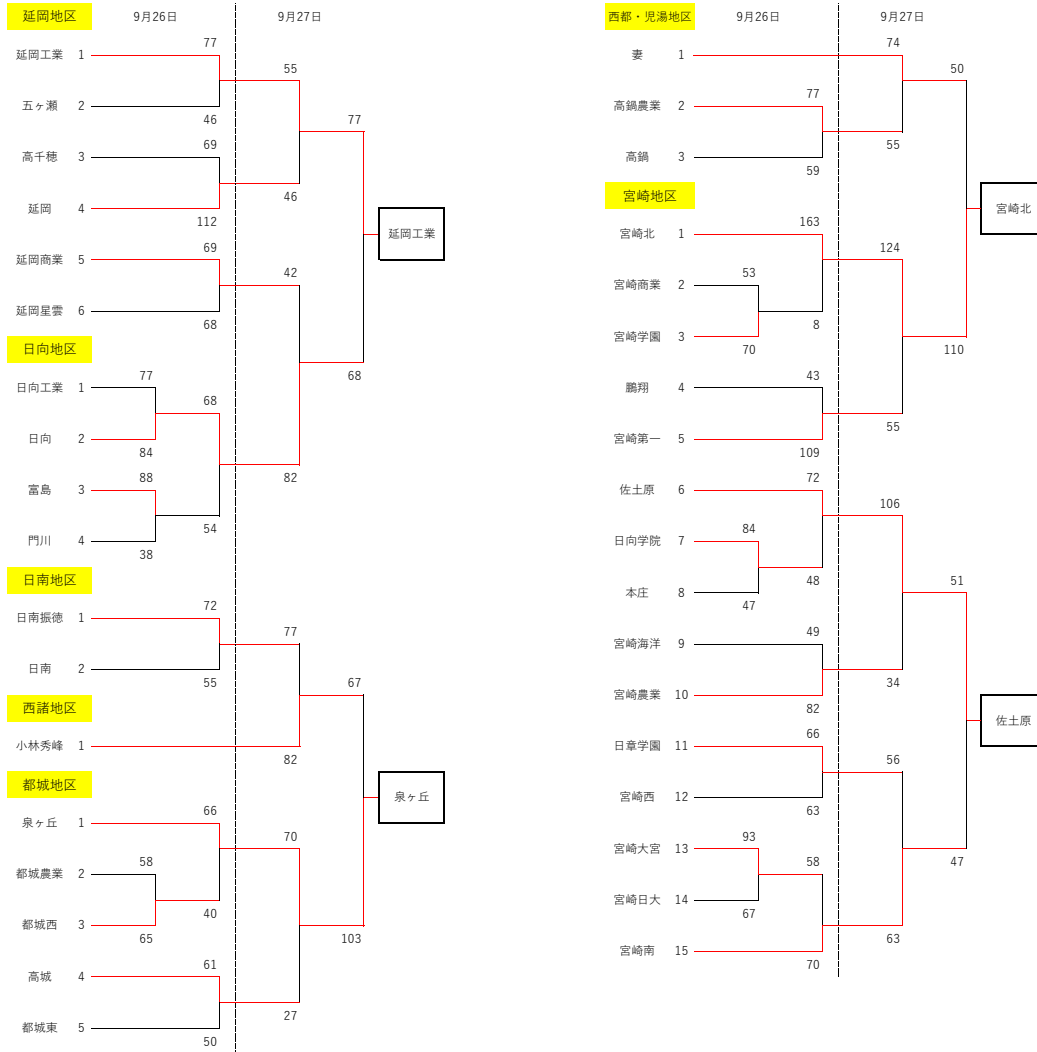 延岡地区 9月26日 9月27日
77
延岡工業 1
55
五ヶ瀬 2
46
77
69
高千穂 3
46
延岡 4
112
延岡工業
69
延岡商業 5
42
延岡星雲 6
68
日向地区
77
68
日向工業 1
68
日向 2
84
88
82
富島 3
54
門川 4
38
日南地区
72
日南振徳 1
77
日南 2
55
67
西諸地区
小林秀峰 1
82
都城地区
泉ヶ丘
66
泉ヶ丘 1
70
58
都城農業 2
40
都城西 3
65
103
61
高城 4
27
都城東 5
50
西都・児湯地区 9月26日 9月27日
74
妻 1
50
77
高鍋農業 2
55
高鍋 3
59
宮崎地区
宮崎北
163
宮崎北 1
124
53
宮崎商業 2
8
宮崎学園 3
70
110
43
鵬翔 4
55
宮崎第一 5
109
72
佐土原 6
106
84
日向学院 7
48
51
本庄 8
47
49
宮崎海洋 9
34
宮崎農業 10
82
佐土原
66
日章学園 11
56
宮崎西 12
63
93
宮崎大宮 13
58
47
宮崎日大 14
67
63
宮崎南 15
70